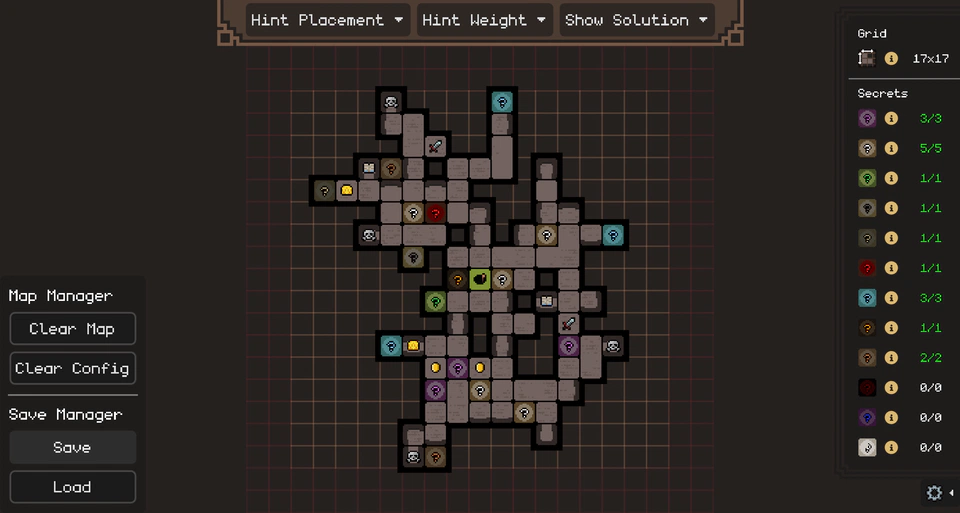 Hint Placement
Hint Weight
Show Solution
Grid
17x17
Secrets
3/3
5/5
1/1
1/1
1/1
1/1
3/3
1/1
2/2
0/0
0/0
0/0
Map Manager
Clear Map
Clear Config
Save Manager
Save
Load